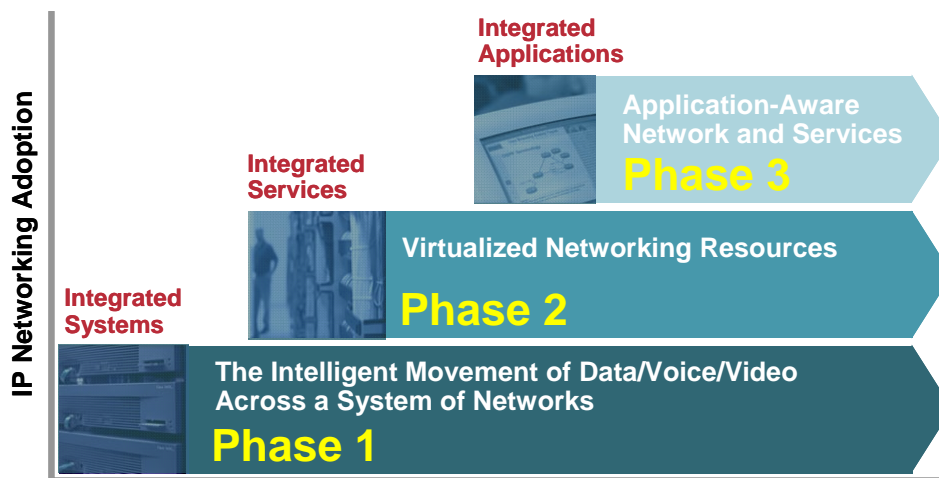 Integrated
Applications
Application-Aware
Network and Services
Phase 3
Integrated
Services
Virtualized Networking Resources
Phase 2
Integrated
Systems
The Intelligent Movement of Data/Voice/Video
Across a System of Networks
Phase 1
IP Networking Adoption